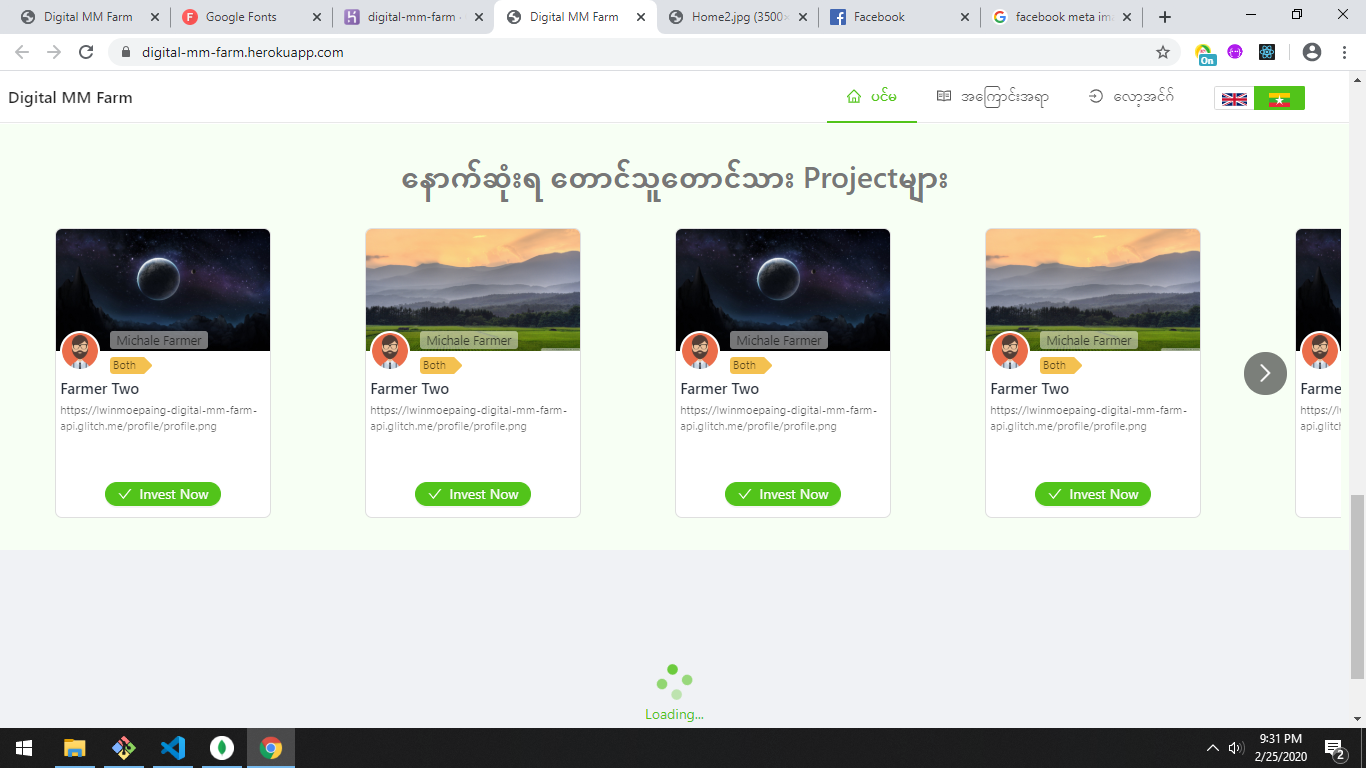 Digital MM Farm
Google Fonts
digital-mm-farm ·
Digital MM Farm
Home2.jpg (3500×
Facebook
facebook meta im
digital-mm-farm.herokuapp.com
On
Digital MM Farm
ပင်မ
အကြောင်းအရာ
လော့အင်ဂ်
နောက်ဆုံးရ တောင်သူတောင်သား Projectများ
Michale Farmer
Both
Farmer Two
https://lwinmoepaing-digital-mm-farm-
api.glitch.me/profile/profile.png
Invest Now
Michale Farmer
Both
Farmer Two
https://lwinmoepaing-digital-mm-farm-
api.glitch.me/profile/profile.png
Invest Now
Michale Farmer
Both
Farmer Two
https://lwinmoepaing-digital-mm-farm-
api.glitch.me/profile/profile.png
Invest Now
Michale Farmer
Both
Farmer Two
https://lwinmoepaing-digital-mm-farm-
api.glitch.me/profile/profile.png
Invest Now
Farme
https://lw
api.glitch
Loading...
9:31 PM
2/25/2020
2